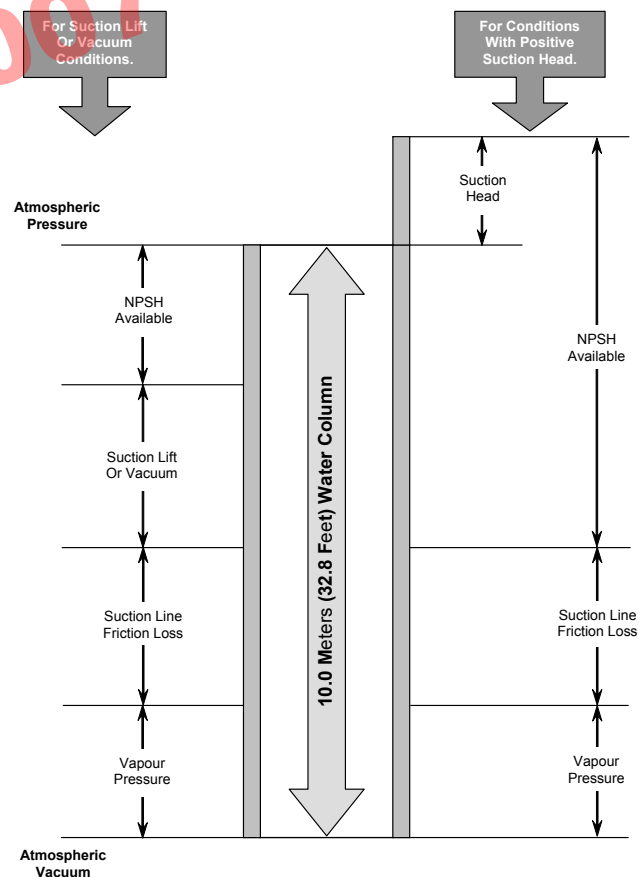 For Suction Lift
Or Vacuum
Conditions.
For Conditions
With Positive
Suction Head.
Suction
Head
Atmospheric
Pressure
NPSH
Available
NPSH
Available
Suction Lift
Or Vacuum
10.0 Meters (32.8 Feet) Water Column
Suction Line
Friction Loss
Suction Line
Friction Loss
Vapour
Pressure
Vapour
Pressure
Atmospheric
Vacuum